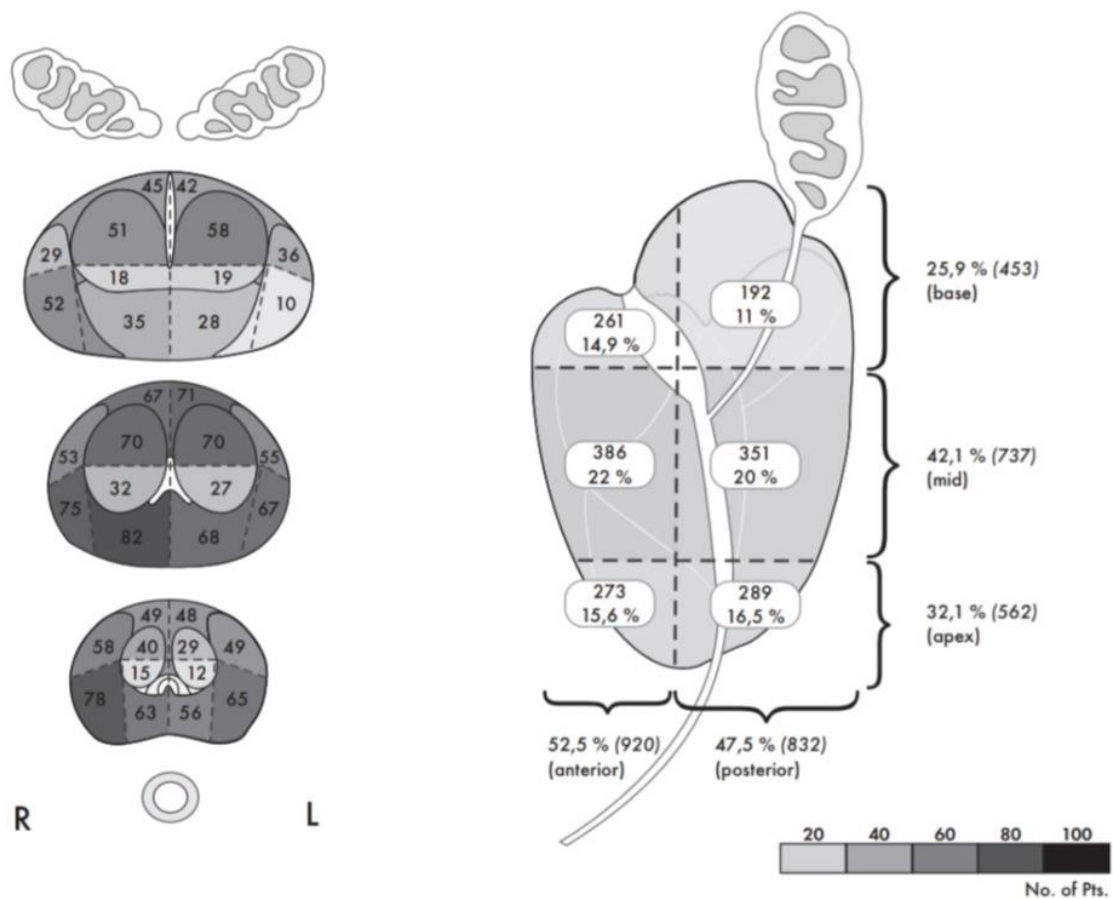 45 42
51 58
29 36
18 19
52 10
35 28
67 71
70 70
53 55
32 27
75 67
82 68
49 48
58 40 29 49
15 12
78 65
63 56
R L
192
11 %
261
14,9 %
386
22 %
351
20 %
273
15,6 %
289
16,5 %
25,9 % (453)
(base)
42,1 % (737)
(mid)
32,1 % (562)
(apex)
52,5 % (920)
(anterior)
47,5 % (832)
(posterior)
20 40 60 80 100
No. of Pts.